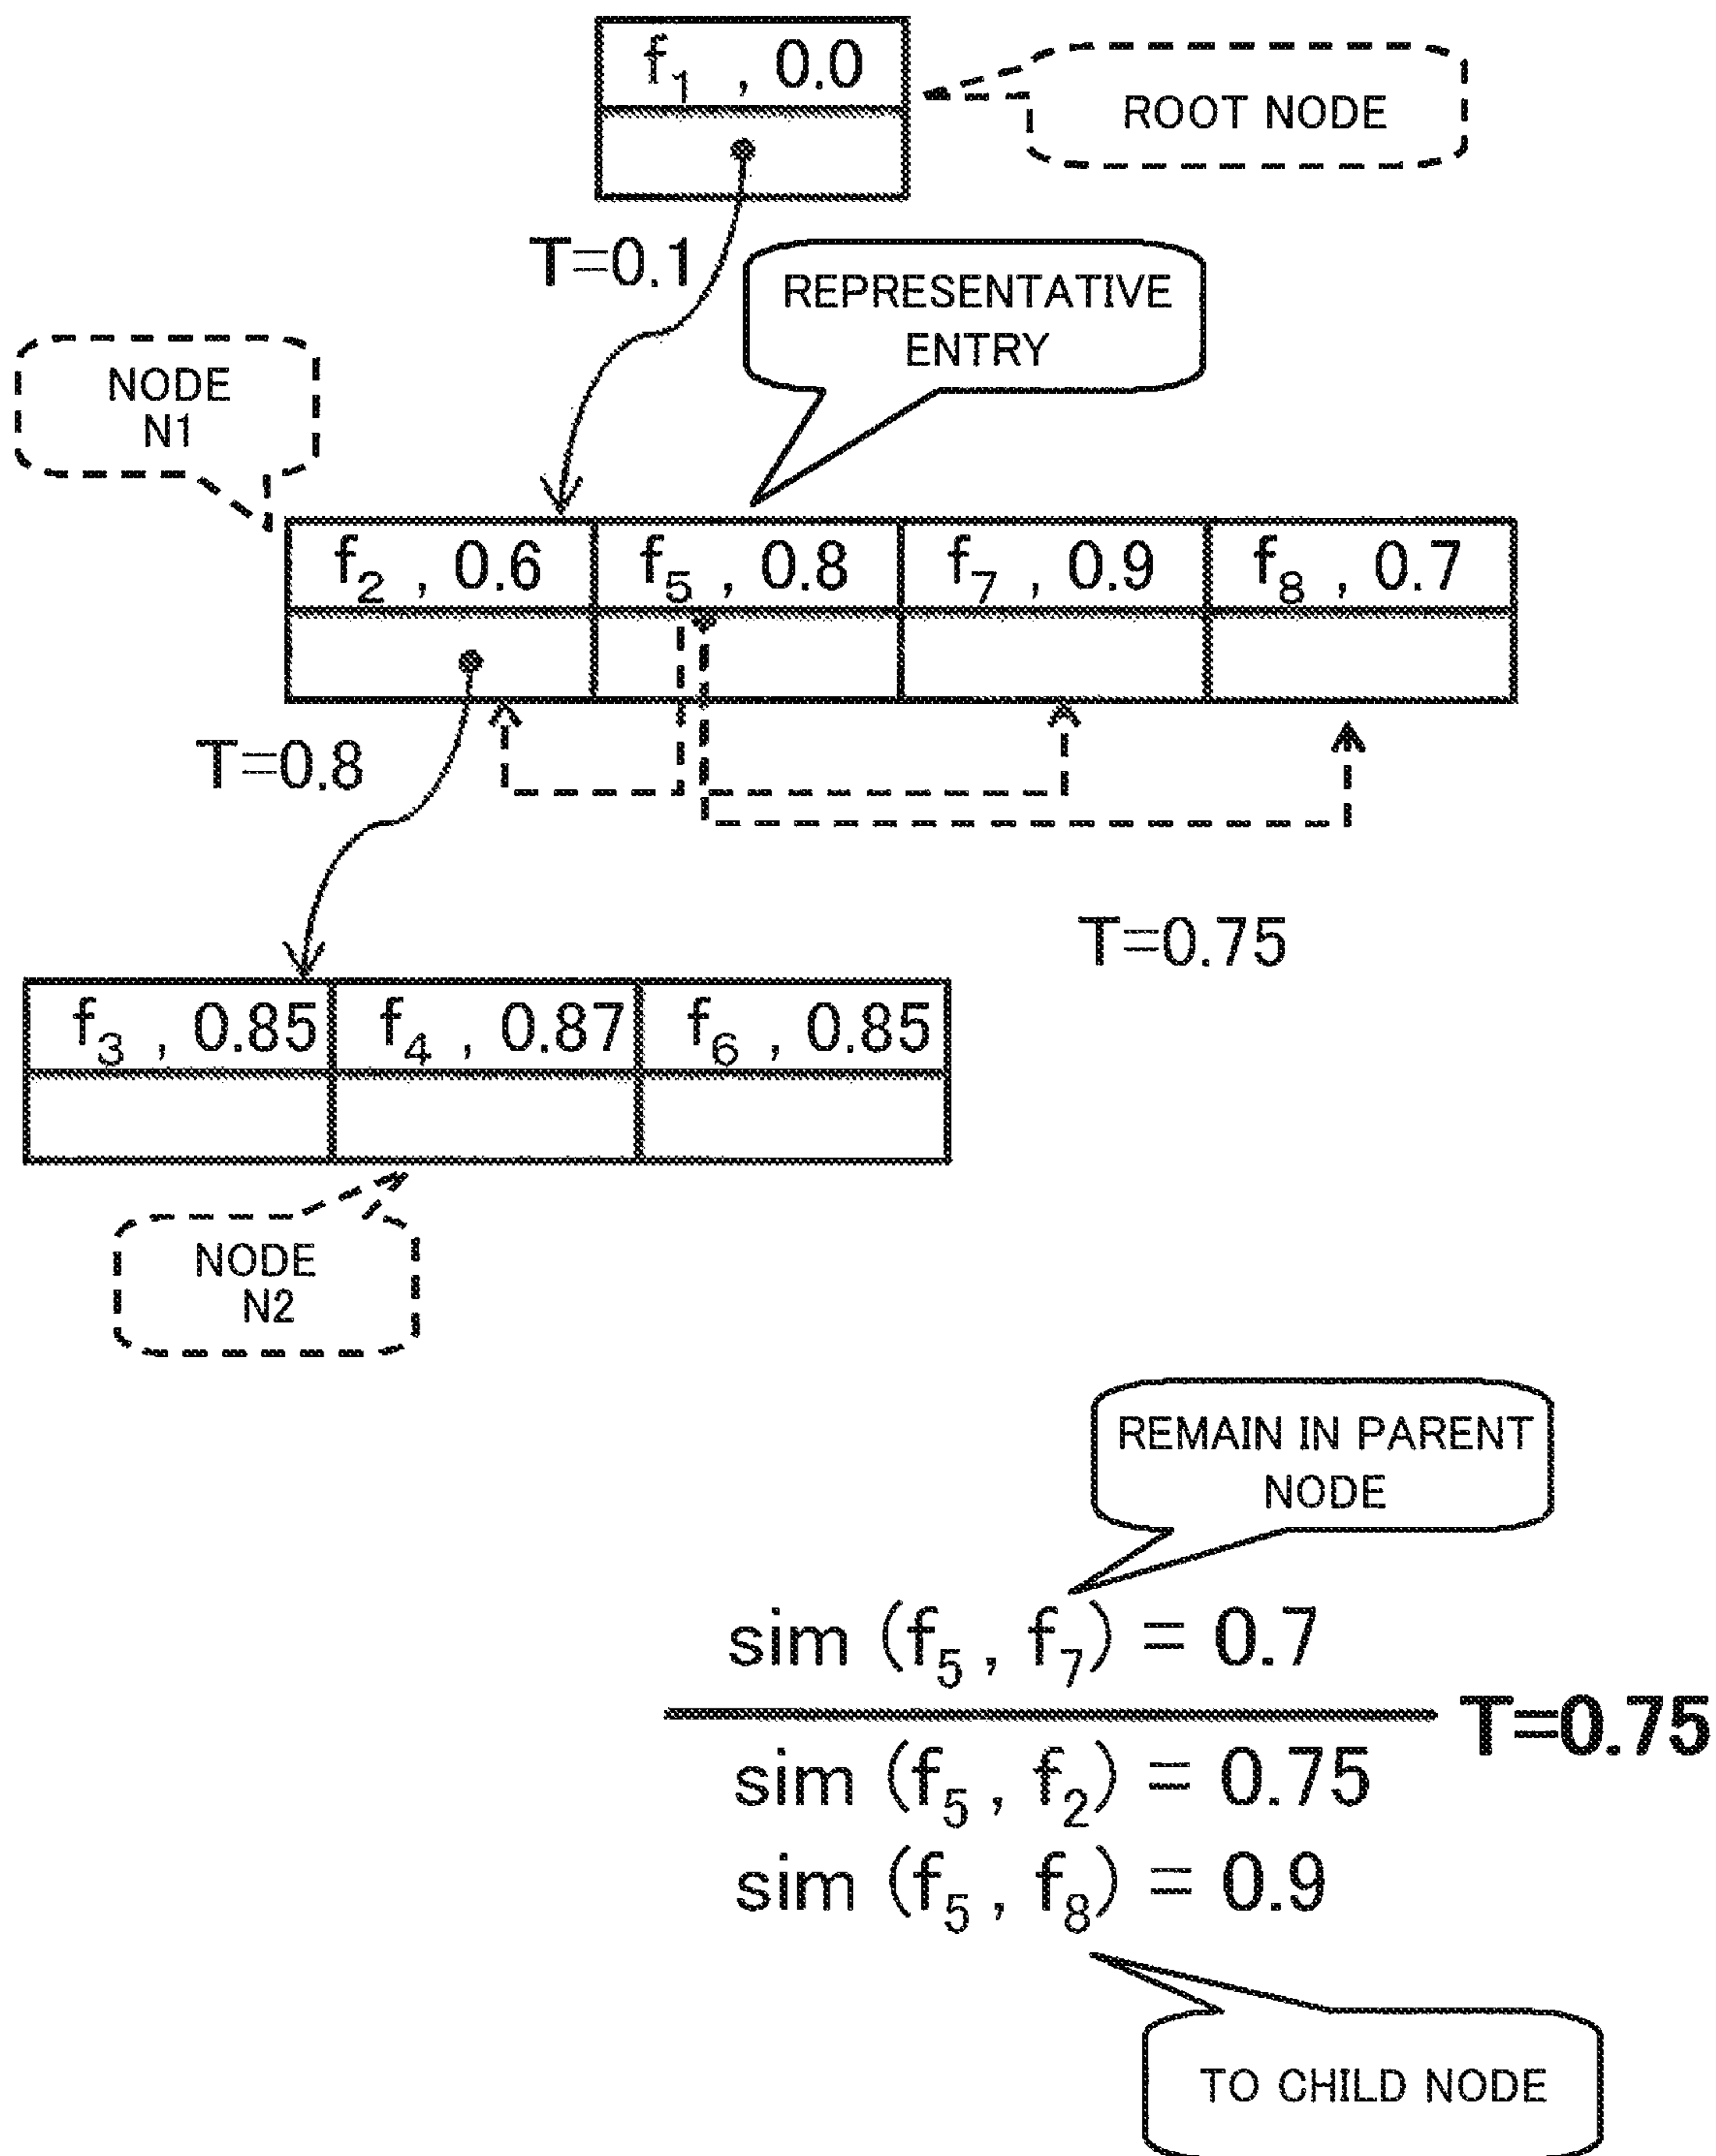 f1 , 0.0
ROOT NODE
T=0.1
REPRESENTATIVE
ENTRY
NODE
N1
f2 , 0.6 f5 , 0.8 f7 , 0.9 f8 , 0.7
T=0.8
T=0.75
f3 , 0.85 f4 , 0.87 f6 , 0.85
NODE
N2
REMAIN IN PARENT
NODE
sim (f5 , f7) = 0.7
T=0.75
sim (f5 , f2) = 0.75
sim (f5 , f8) = 0.9
TO CHILD NODE